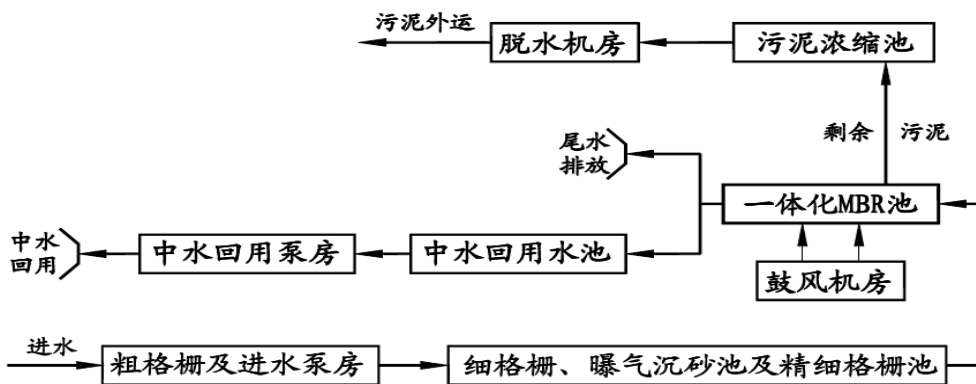 污泥外运
脱水机房
污泥浓缩池
剩余
污泥
尾水
排放
一体化MBR池
中水
回用
中水回用泵房
中水回用水池
鼓风机房
进水
粗格栅及进水泵房
细格栅、曝气沉砂池及精细格栅池